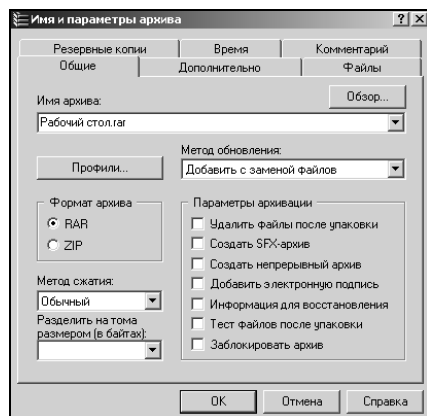 Имя и параметры архива
Резервные копии Время Комментарий
Общие Дополнительно Файлы
Имя архива: Обзор...
Рабочий стол.rar
Метод обновления:
Профили... Добавить с заменой файлов
Формат архива Параметры архивации
RAR Удалить файлы после упаковки
ZIP Создать SFX-архив
Создать непрерывный архив
Метод сжатия: Добавить электронную подпись
Обычный Информация для восстановления
Разделить на тома Тест файлов после упаковки
размером (в байтах): Заблокировать архив
OK Отмена Справка